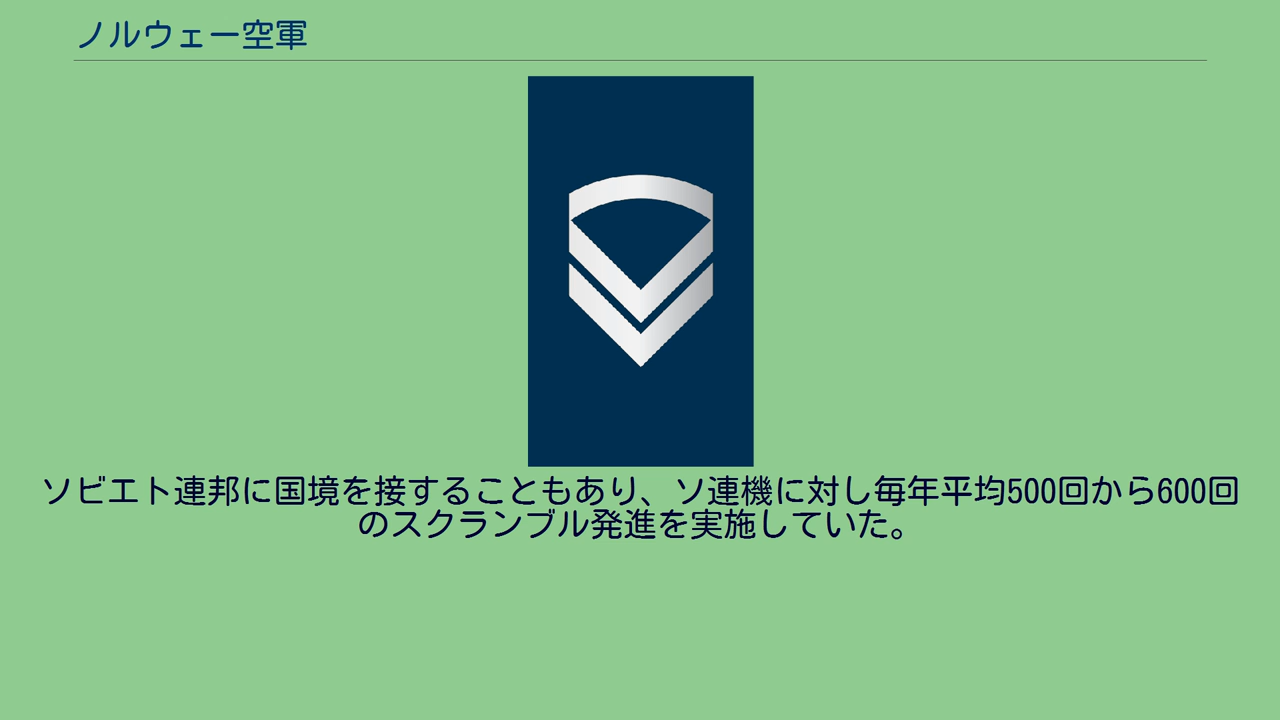 ノルウェー空軍
ソビエト連邦に国境を接することもあり、ソ連機に対し毎年平均500回から600回
のスクランブル発進を実施していた。